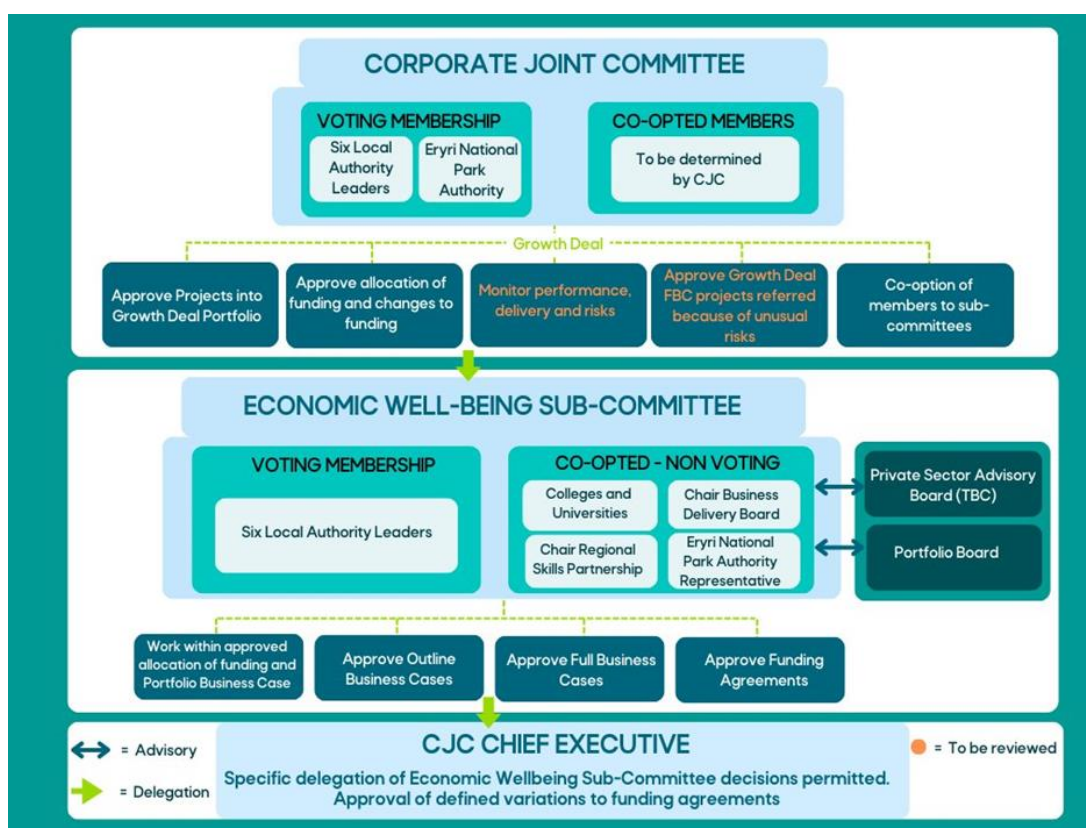 CORPORATE JOINT COMMITTEE
VOTING MEMBERSHIP
Six Local
Authority
Leaders
Eryri National
Park
Authority
CO-OPTED MEMBERS
To be determined
by CJC
Growth Deal
Approve Projects into
Growth Deal Portfolio
Approve allocation of
funding and changes to
funding
Monitor performance,
delivery and risks
Approve Growth Deal
FBC projects referred
because of unusual
risks
Co-option of
members to sub-
committees
ECONOMIC WELL-BEING SUB-COMMITTEE
VOTING MEMBERSHIP
Six Local Authority Leaders
CO-OPTED - NON VOTING
Colleges and
Universities
Chair Business
Delivery Board
Chair Regional
Skills Partnership
Eryri National
Park Authority
Representative
Private Sector Advisory
Board (TBC)
Portfolio Board
Work within approved
allocation of funding and
Portfolio Business Case
Approve Outline
Business Cases
Approve Full Business
Cases
Approve Funding
Agreements
= Advisory
= Delegation
CJC CHIEF EXECUTIVE
Specific delegation of Economic Wellbeing Sub-Committee decisions permitted.
Approval of defined variations to funding agreements
= To be reviewed